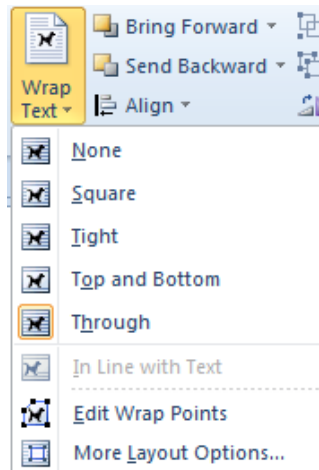 Bring Forward
Send Backward
Wrap
Text
Align
None
Square
Tight
Top and Bottom
Through
In Line with Text
Edit Wrap Points
More Layout Options...